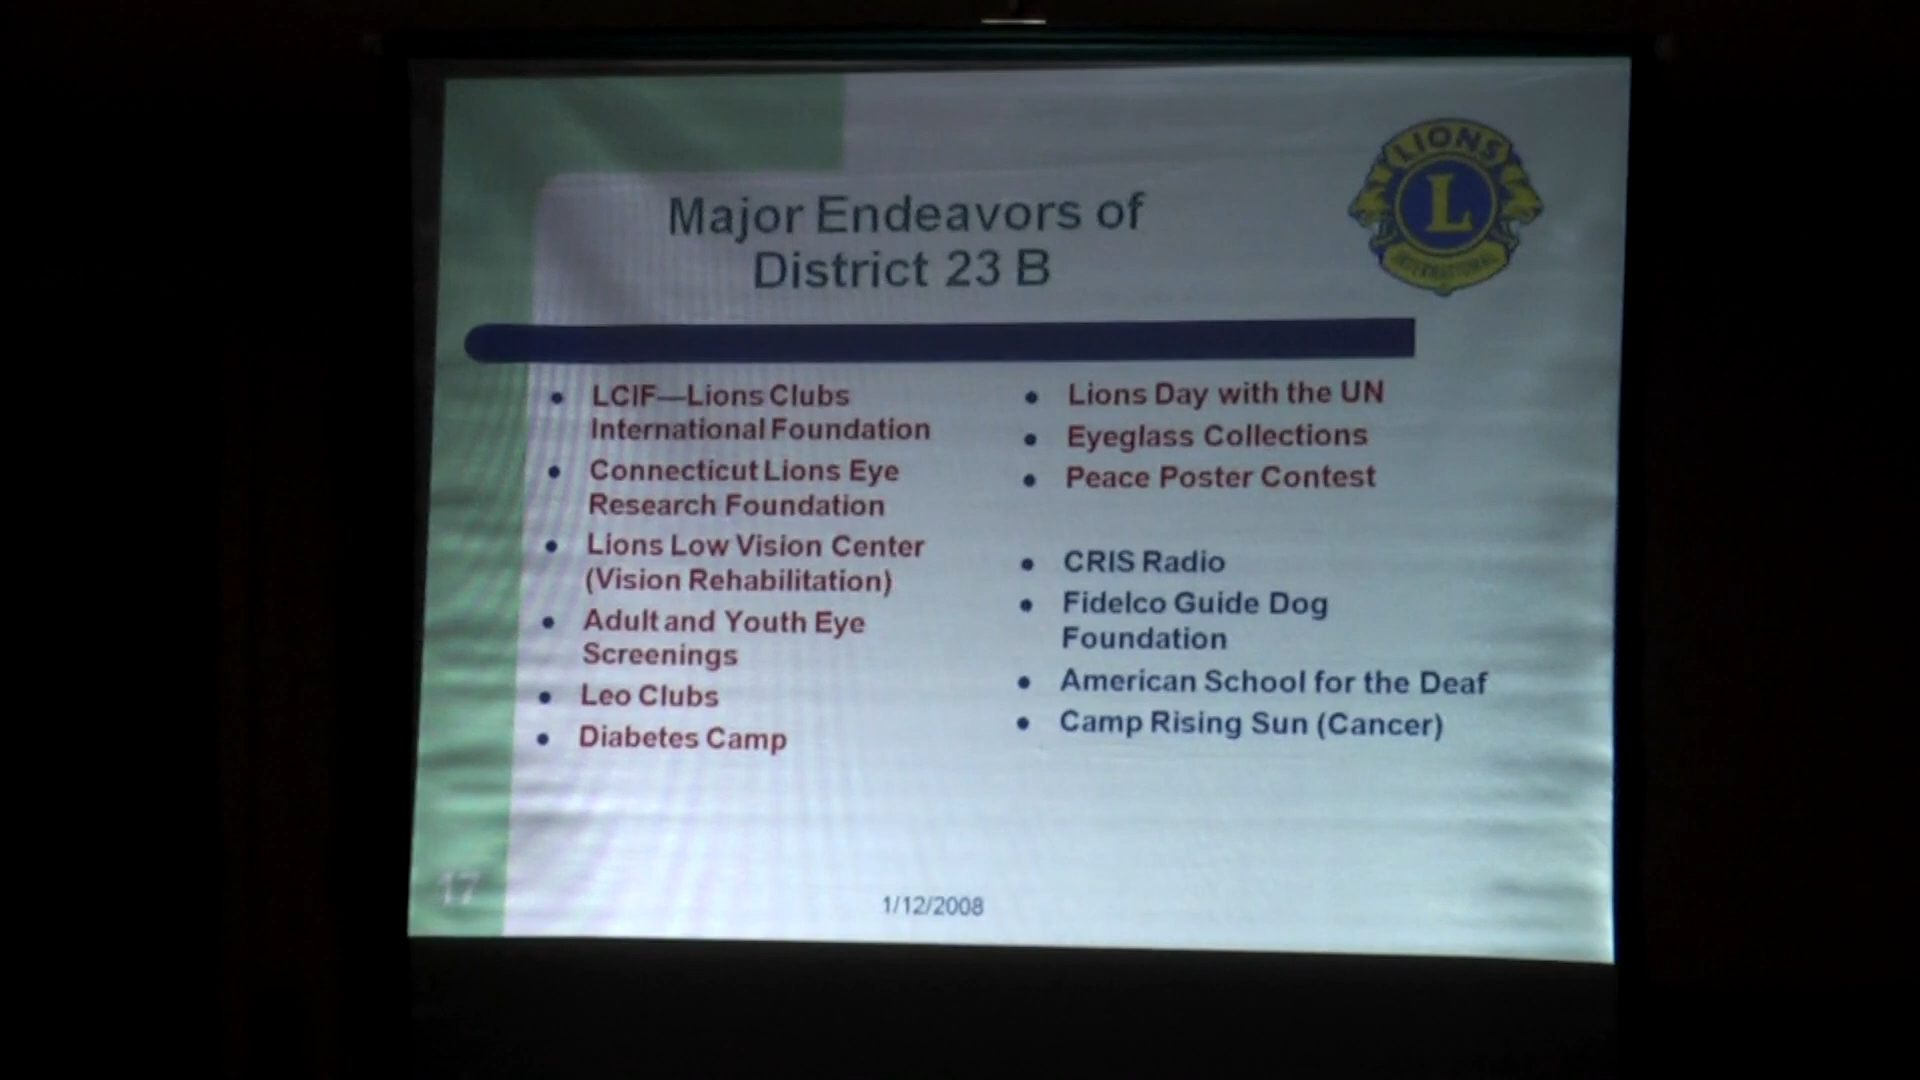 LIONS
L
INTERNATIONAL
Major Endeavors of
District 23 B
• LCIF—Lions Clubs
International Foundation
• Connecticut Lions Eye
Research Foundation
• Lions Low Vision Center
(Vision Rehabilitation)
• Adult and Youth Eye
Screenings
• Leo Clubs
• Diabetes Camp
• Lions Day with the UN
• Eyeglass Collections
• Peace Poster Contest
• CRIS Radio
• Fidelco Guide Dog
Foundation
• American School for the Deaf
• Camp Rising Sun (Cancer)
17
1/12/2008